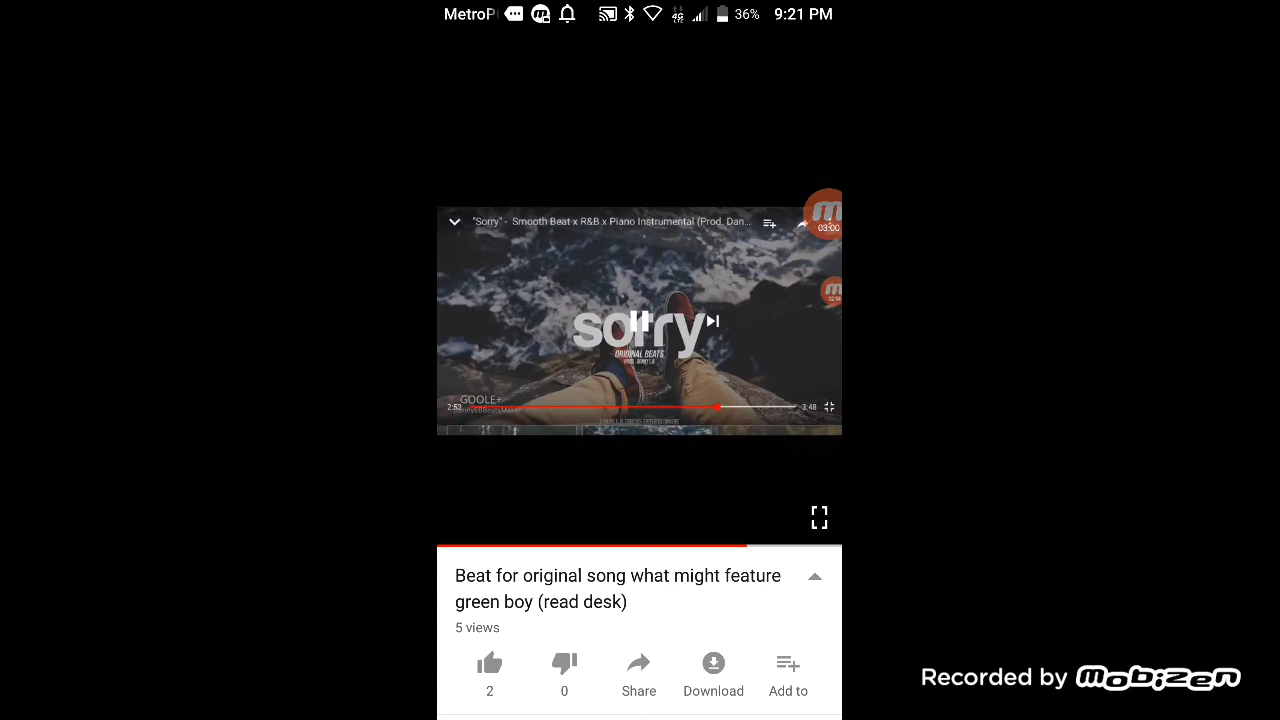 MetroP 36% 9:21 PM
"Sorry" - Smooth Beat x R&B x Piano Instrumental (Prod. Dan...
03:00
sorry
ORIGINAL BEATS
GOOLE+
2:53 3:48
Beat for original song what might feature
green boy (read desk)
5 views
2 0 Share Download Add to
Recorded by mobizen